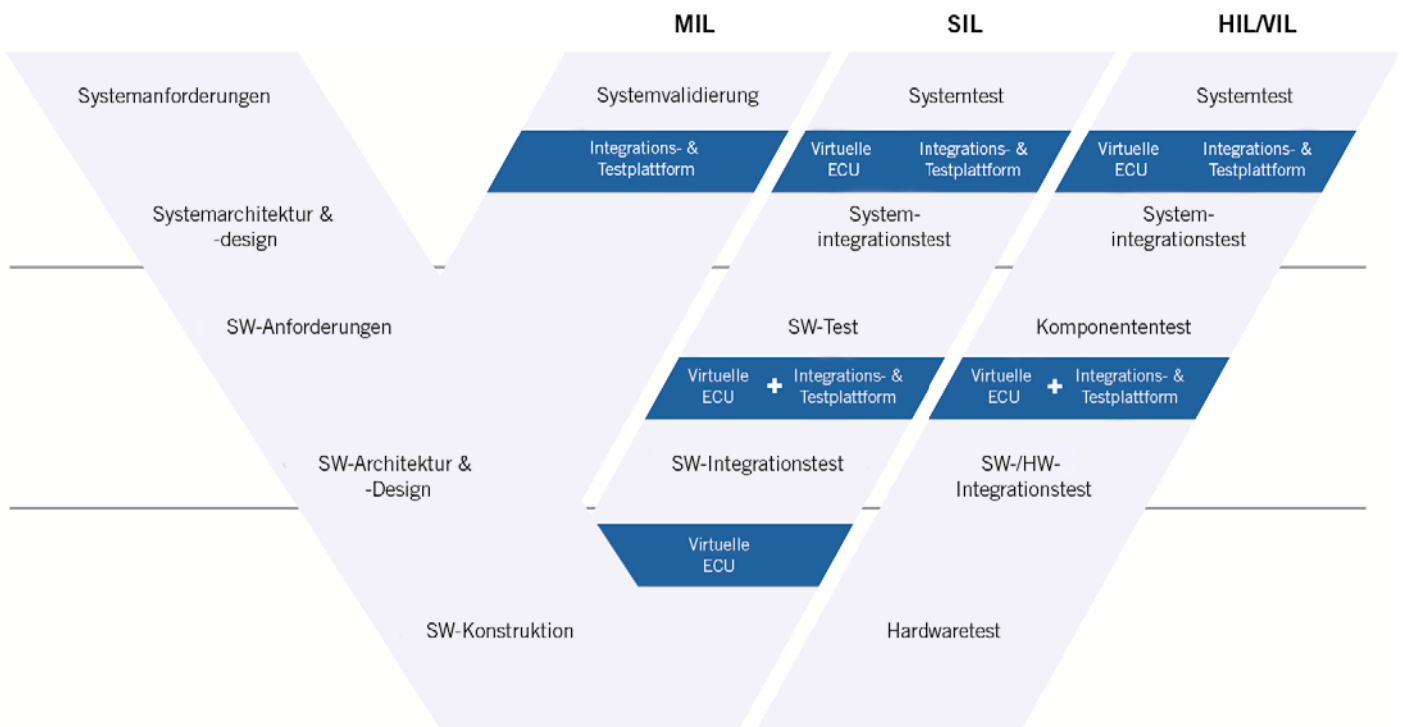 MIL
SIL
HIL/VIL
Systemanforderungen
Systemvalidierung
Systemtest
Systemtest
Integrations- &
Testplattform
Virtuelle
ECU
Integrations- &
Testplattform
Virtuelle
ECU
Integrations- &
Testplattform
Systemarchitektur &
-design
System-
integrationstest
System-
integrationstest
SW-Anforderungen
SW-Test
Komponententest
Virtuelle
ECU
+
Integrations- &
Testplattform
Virtuelle
ECU
+
Integrations- &
Testplattform
SW-Architektur &
-Design
SW-Integrationstest
SW-/HW-
Integrationstest
Virtuelle
ECU
SW-Konstruktion
Hardwaretest